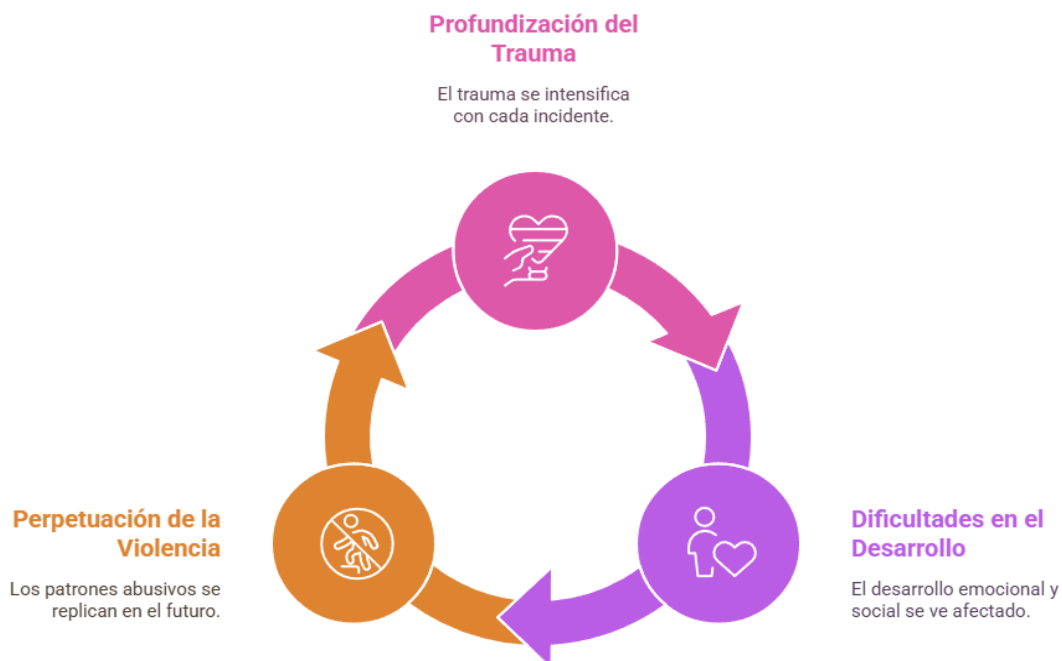 Profundización del
Trauma
El trauma se intensifica
con cada incidente.
Perpetuación de la
Violencia
Los patrones abusivos se
replican en el futuro.
Dificultades en el
Desarrollo
El desarrollo emocional y
social se ve afectado.